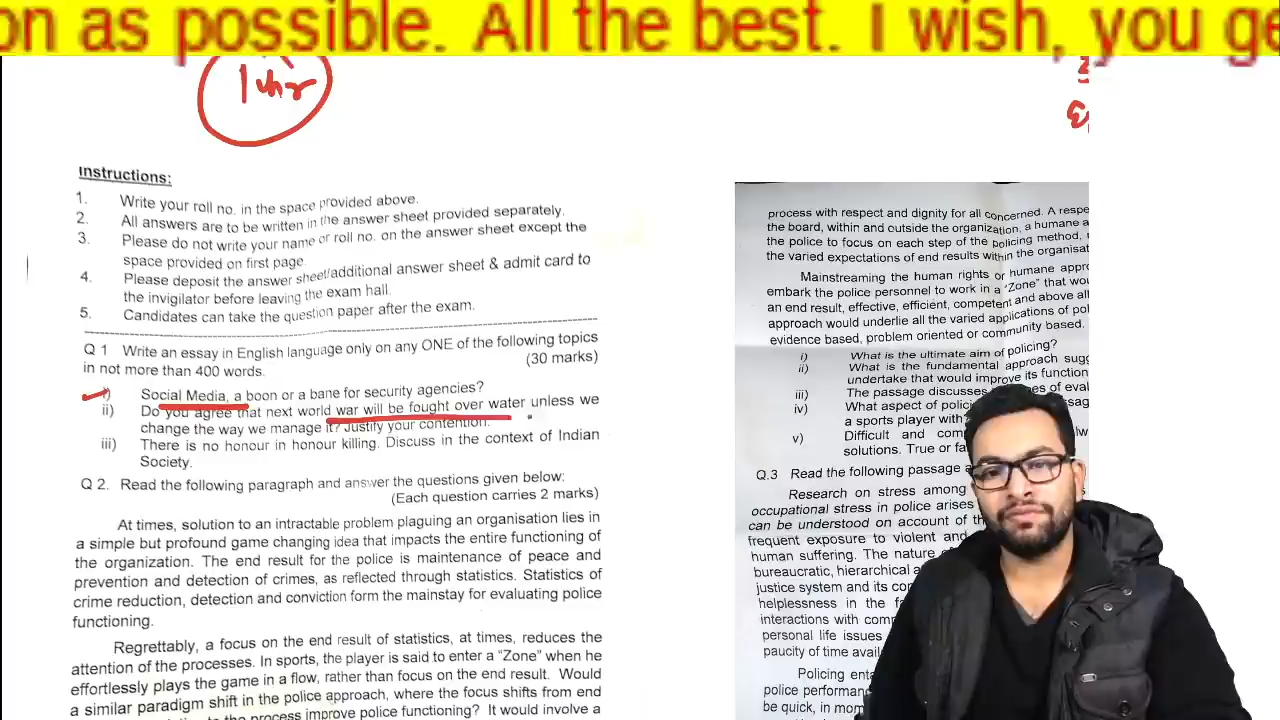 on as possible. All the best. I wish, you ge
1 hr
Instructions:
1. Write your roll no. in the space provided above.
2. All answers are to be written in the answer sheet provided separately.
3. Please do not write your name or roll no. on the answer sheet except the
space provided on first page.
4. Please deposit the answer sheet/additional answer sheet & admit card to
the invigilator before leaving the exam hall.
5. Candidates can take the question paper after the exam.
Q 1 Write an essay in English language only on any ONE of the following topics
in not more than 400 words. (30 marks)
i) Social Media, a boon or a bane for security agencies?
ii) Do you agree that next world war will be fought over water unless we
change the way we manage it? Justify your contention.
iii) There is no honour in honour killing. Discuss in the context of Indian
Society.
Q 2. Read the following paragraph and answer the questions given below:
(Each question carries 2 marks)
At times, solution to an intractable problem plaguing an organisation lies in
a simple but profound game changing idea that impacts the entire functioning of
the organization. The end result for the police is maintenance of peace and
prevention and detection of crimes, as reflected through statistics. Statistics of
crime reduction, detection and conviction form the mainstay for evaluating police
functioning.
Regrettably, a focus on the end result of statistics, at times, reduces the
attention of the processes. In sports, the player is said to enter a "Zone" when he
effortlessly plays the game in a flow, rather than focus on the end result. Would
a similar paradigm shift in the police approach, where the focus shifts from end
to the process improve police functioning? It would involve a
process with respect and dignity for all concerned. A respe
the board, within and outside the organization, a humane a
the police to focus on each step of the policing method,
the varied expectations of end results within the organisat
Mainstreaming the human rights or humane appr
embark the police personnel to work in a "Zone" that wou
an end result, effective, efficient, competent and above all
approach would underlie all the varied applications of pol
evidence based, problem oriented or community based.
i) What is the ultimate aim of policing?
ii) What is the fundamental approach sugg
undertake that would improve its function
iii) The passage discusses es of eval
iv) What aspect of polici ssag
a sports player with
v) Difficult and com alw
solutions. True or fa
Q.3 Read the following passage a
Research on stress among
occupational stress in police arises
can be understood on account of th
frequent exposure to violent and
human suffering. The nature
bureaucratic, hierarchical a
justice system and its cor
helplessness in the fa
interactions with comp
personal life issues
paucity of time avail
Policing enta
police performan
be quick, in mom